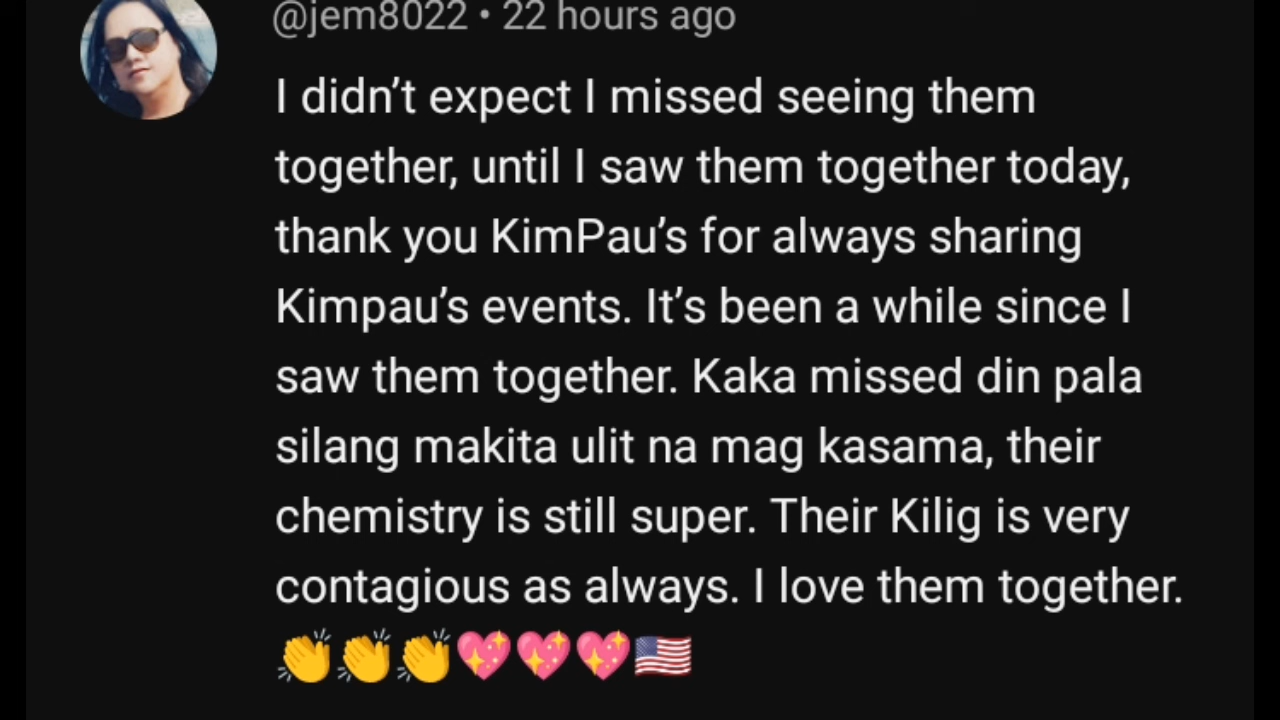 @jem8022 • 22 hours ago
I didn’t expect I missed seeing them
together, until I saw them together today,
thank you KimPau’s for always sharing
Kimpau’s events. It’s been a while since I
saw them together. Kaka missed din pala
silang makita ulit na mag kasama, their
chemistry is still super. Their Kilig is very
contagious as always. I love them together.
👏👏👏💖💖💖🇺🇸